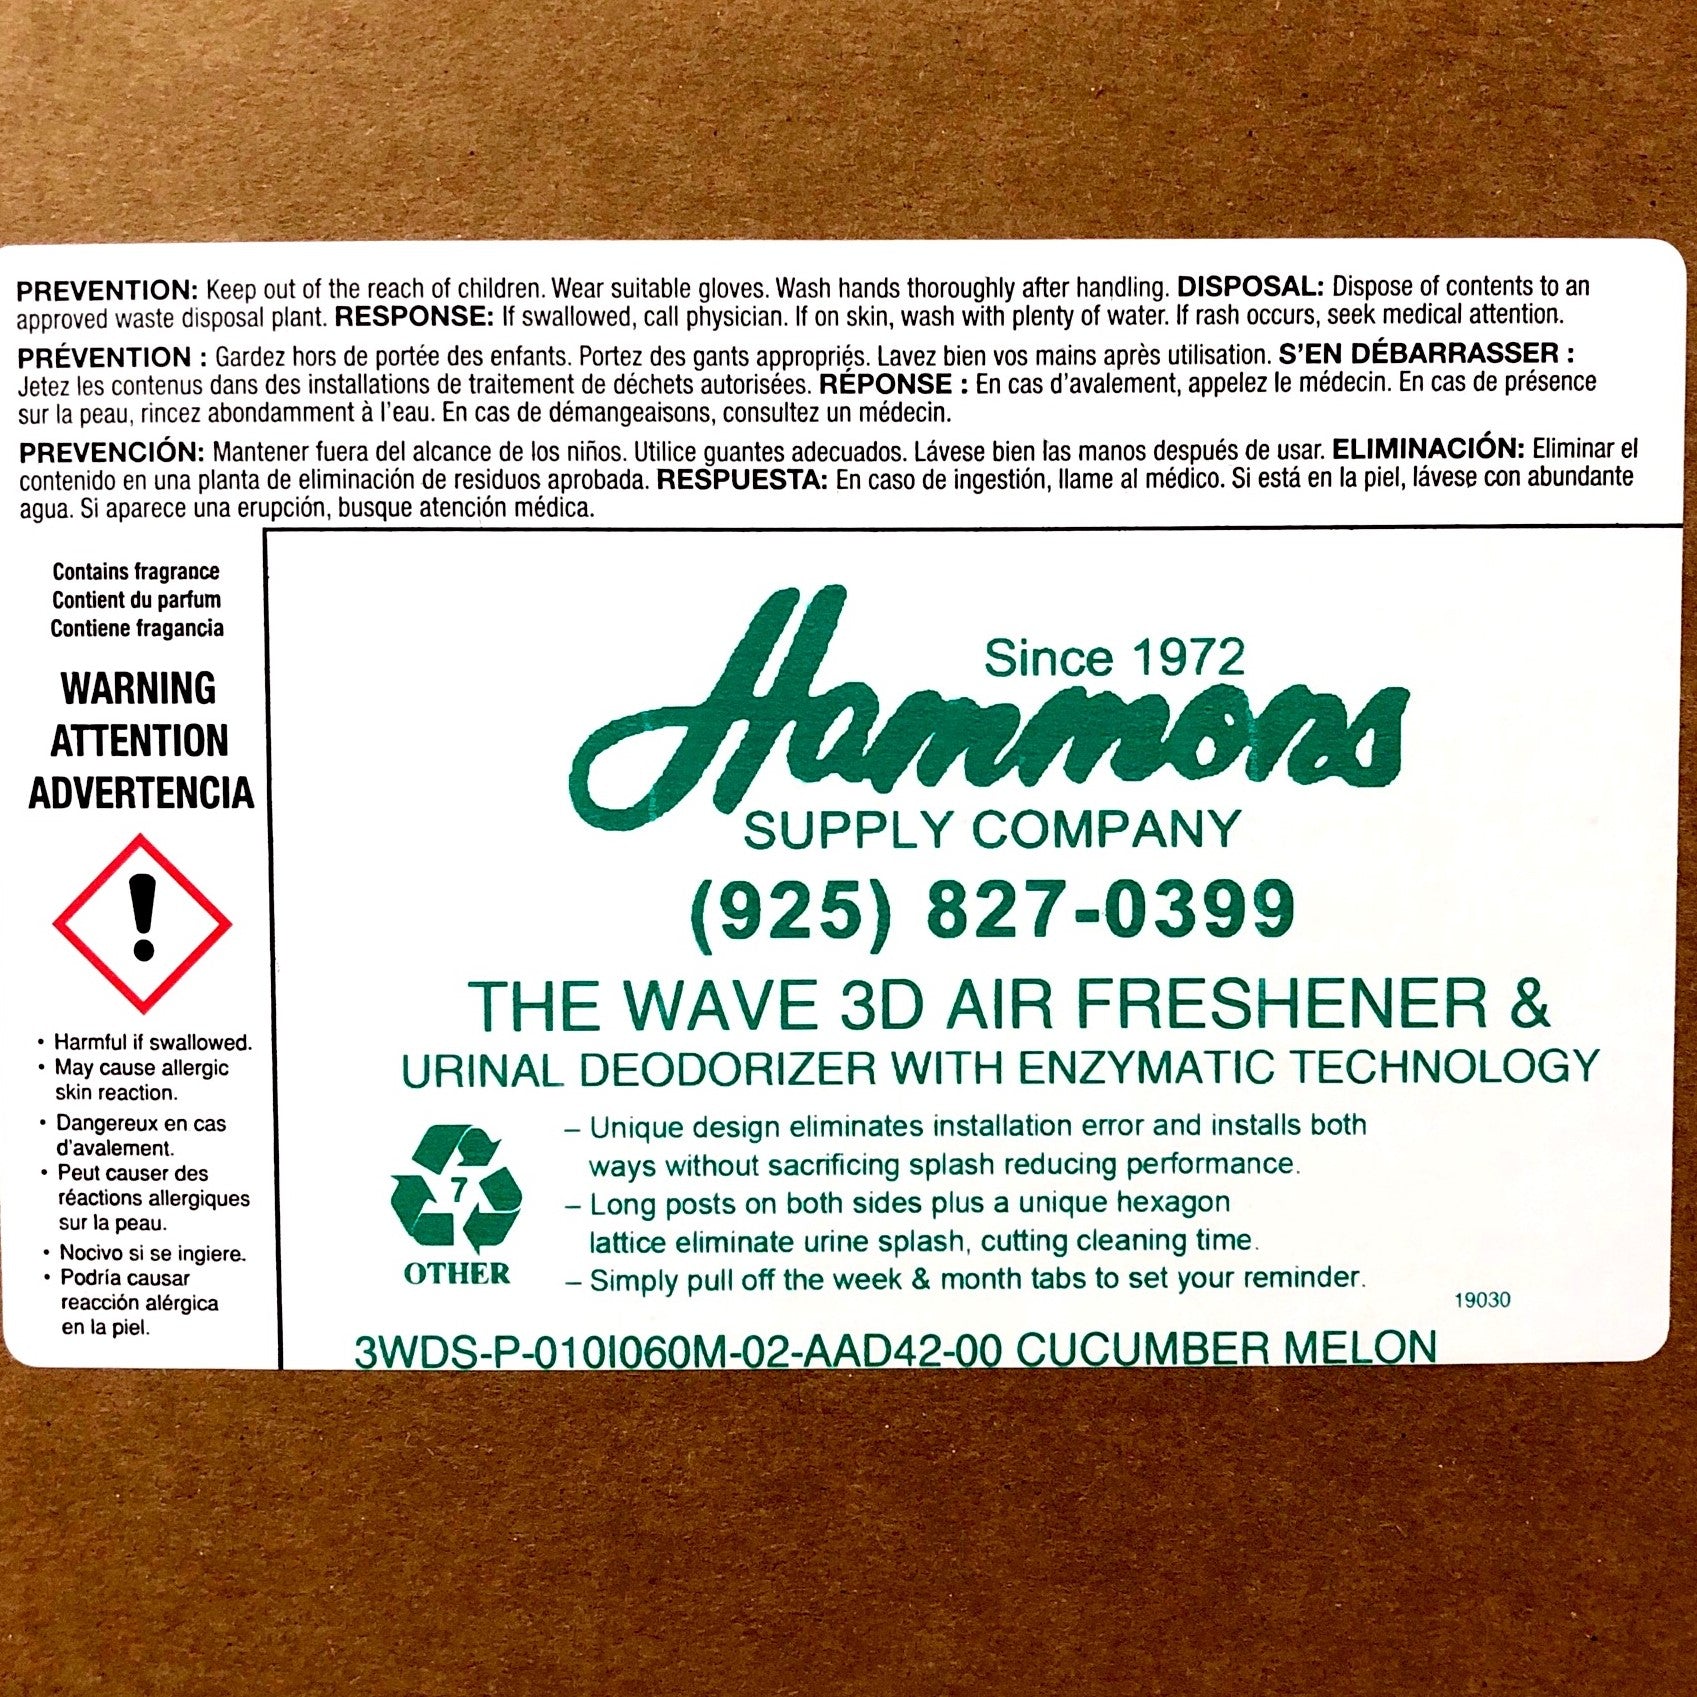 PREVENTION: Keep out of the reach of children. Wear suitable gloves. Wash hands thoroughly after handling. DISPOSAL: Dispose of contents to an
approved waste disposal plant. RESPONSE: If swallowed, call physician. If on skin, wash with plenty of water. If rash occurs, seek medical attention.
PRÉVENTION : Gardez hors de portée des enfants. Portez des gants appropriés. Lavez bien vos mains après utilisation. S'EN DÉBARRASSER :
Jetez les contenus dans des installations de traitement de déchets autorisées. RÉPONSE : En cas d'avalement, appelez le médecin. En cas de présence
sur la peau, rincez abondamment à l'eau. En cas de démangeaisons, consultez un médecin.
PREVENCIÓN: Mantener fuera del alcance de los niños. Utilice guantes adecuados. Lávese bien las manos después de usar. ELIMINACIÓN: Eliminar el
contenido en una planta de eliminación de residuos aprobada. RESPUESTA: En caso de ingestión, llame al médico. Si está en la piel, lávese con abundante
agua. Si aparece una erupción, busque atención médica.
Contains fragrance
Contient du parfum
Contiene fragancia
WARNING
ATTENTION
ADVERTENCIA
• Harmful if swallowed.
• May cause allergic
skin reaction.
• Dangereux en cas
d'avalement.
• Peut causer des
réactions allergiques
sur la peau.
• Nocivo si se ingiere.
• Podría causar
reacción alérgica
en la piel.
Since 1972
Hammons
SUPPLY COMPANY
(925) 827-0399
THE WAVE 3D AIR FRESHENER &
URINAL DEODORIZER WITH ENZYMATIC TECHNOLOGY
– Unique design eliminates installation error and installs both
ways without sacrificing splash reducing performance.
– Long posts on both sides plus a unique hexagon
lattice eliminate urine splash, cutting cleaning time.
– Simply pull off the week & month tabs to set your reminder.
7
OTHER
19030
3WDS-P-010I060M-02-AAD42-00 CUCUMBER MELON